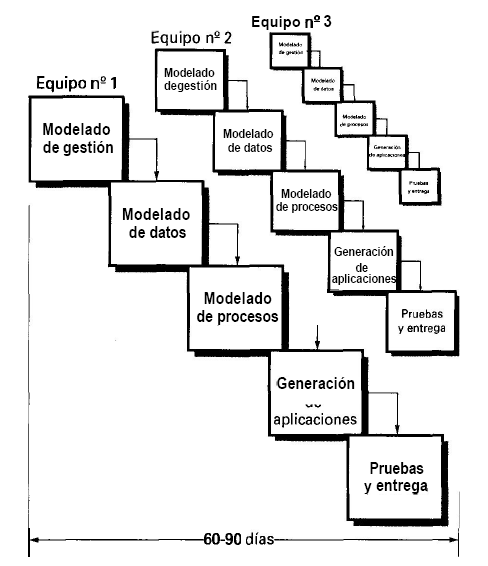 Equipo nº 1
Modelado
de gestión
Modelado
de datos
Modelado
de procesos
Generación
de
aplicaciones
Pruebas
y entrega
Equipo nº 2
Modelado
degestión
Modelado
de datos
Modelado
de procesos
Generación
de
aplicaciones
Pruebas
y entrega
Equipo nº 3
Modelado
de gestión
Modelado
de datos
Modelado
de procesos
Generación
de aplicaciones
Pruebas
y entrega
60-90 días